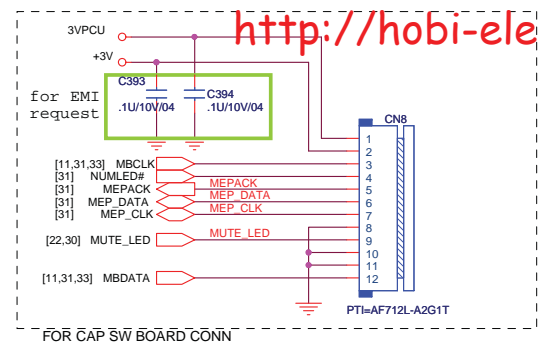 http://hobi-ele
3VPCU
+3V
C393
.1U/10V/04
C394
.1U/10V/04
for EMI
request
CN8
1
2
3
4
5
6
7
8
9
10
11
12
[11,31,33] MBCLK
[31] NUMLED#
[31] MEPACK MEPACK
[31] MEP_DATA MEP_DATA
[31] MEP_CLK MEP_CLK
[22,30] MUTE_LED MUTE_LED
[11,31,33] MBDATA
PTI=AF712L-A2G1T
FOR CAP SW BOARD CONN